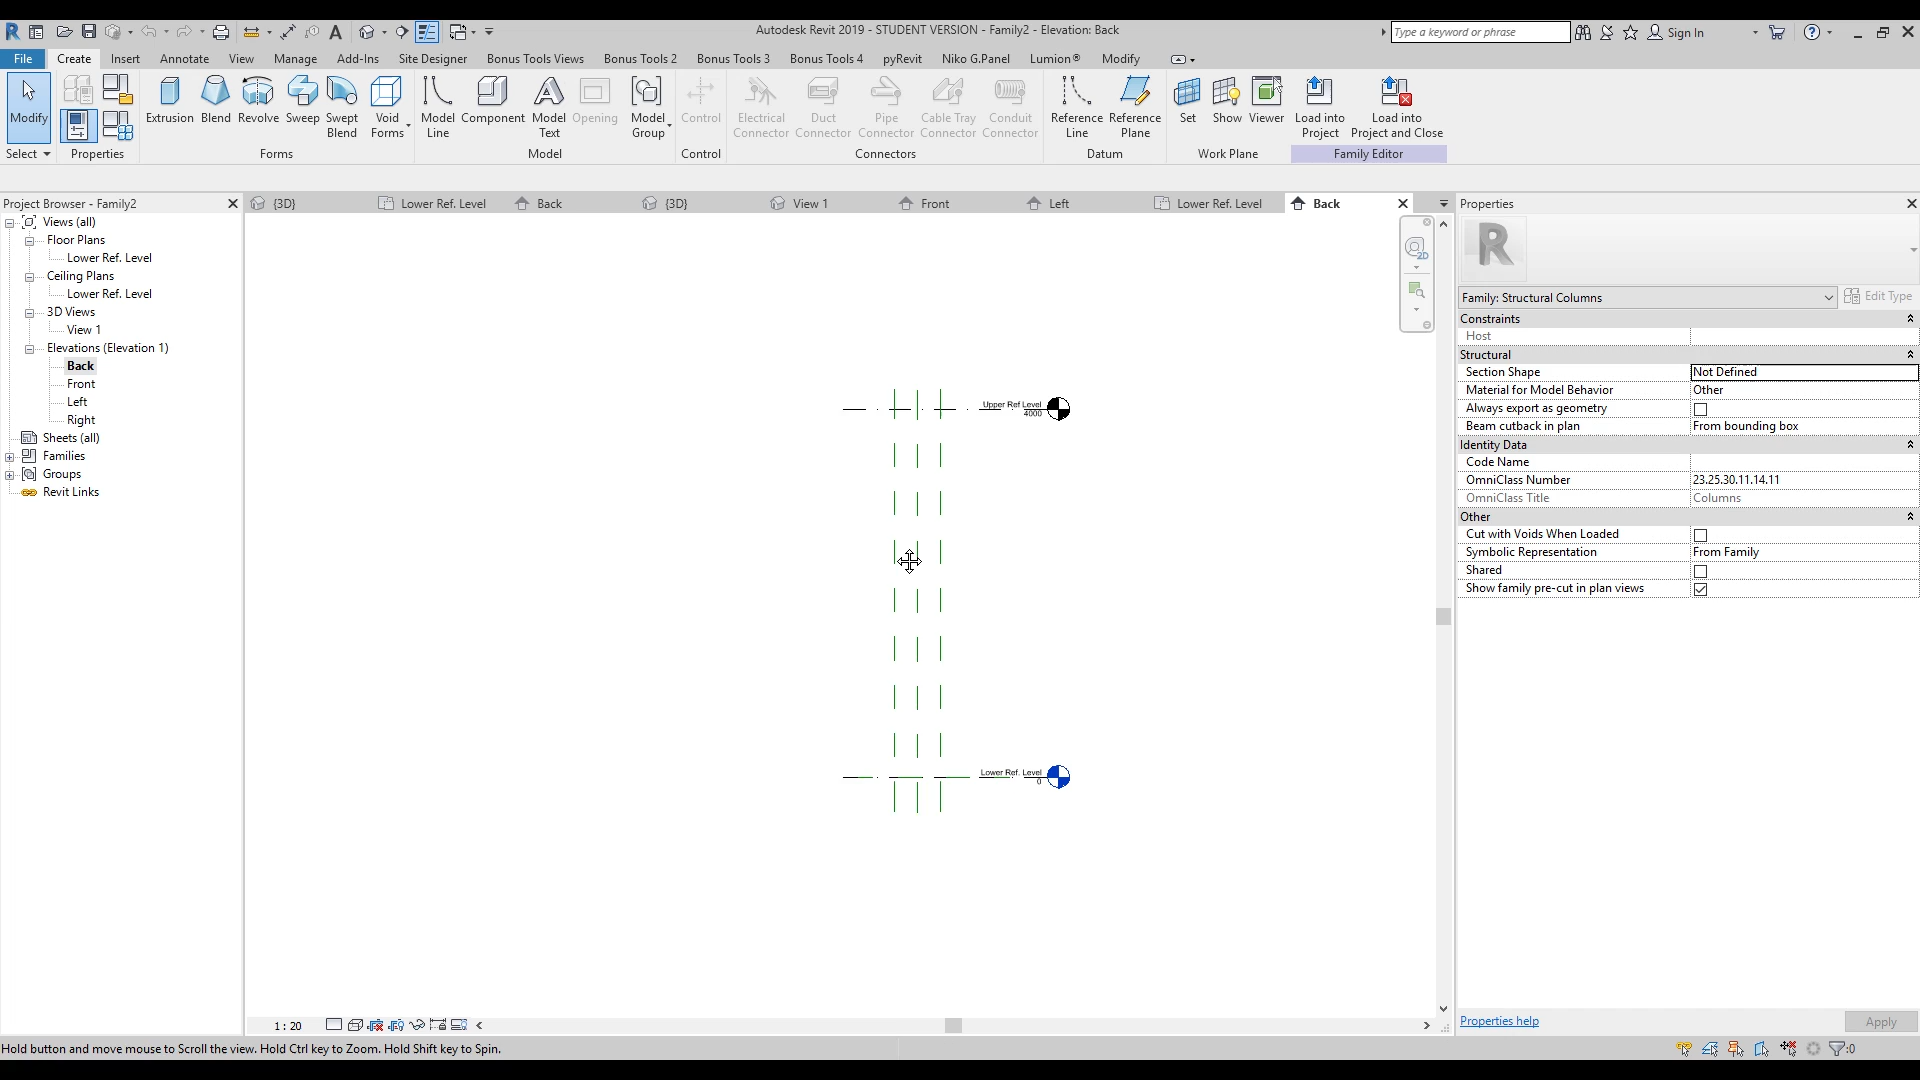 Autodesk Revit 2019 - STUDENT VERSION - Family2 - Elevation: Back
Type a keyword or phrase
Sign In
File Create Insert Annotate View Manage Add-Ins Site Designer Bonus Tools Views Bonus Tools 2 Bonus Tools 3 Bonus Tools 4 pyRevit Niko G.Panel Lumion® Modify
Modify
Extrusion Blend Revolve Sweep Swept Blend Void Forms
Model Line Component Model Text Opening Model Group
Control
Electrical Connector Duct Connector Pipe Connector Cable Tray Connector Conduit Connector
Reference Line Reference Plane
Set Show Viewer
Load into Project Load into Project and Close
Select Properties Forms Model Control Connectors Datum Work Plane Family Editor
Project Browser - Family2
Views (all)
Floor Plans
Lower Ref. Level
Ceiling Plans
Lower Ref. Level
3D Views
View 1
Elevations (Elevation 1)
Back
Front
Left
Right
Sheets (all)
Families
Groups
Revit Links
{3D} Lower Ref. Level Back {3D} View 1 Front Left Lower Ref. Level Back
2D
Upper Ref Level
4000
Lower Ref. Level
0
Properties
R
Family: Structural Columns
Edit Type
Constraints
Host
Structural
Section Shape Not Defined
Material for Model Behavior Other
Always export as geometry
Beam cutback in plan From bounding box
Identity Data
Code Name
OmniClass Number 23.25.30.11.14.11
OmniClass Title Columns
Other
Cut with Voids When Loaded
Symbolic Representation From Family
Shared
Show family pre-cut in plan views
Properties help
Apply
1 : 20
Hold button and move mouse to Scroll the view. Hold Ctrl key to Zoom. Hold Shift key to Spin.
:0